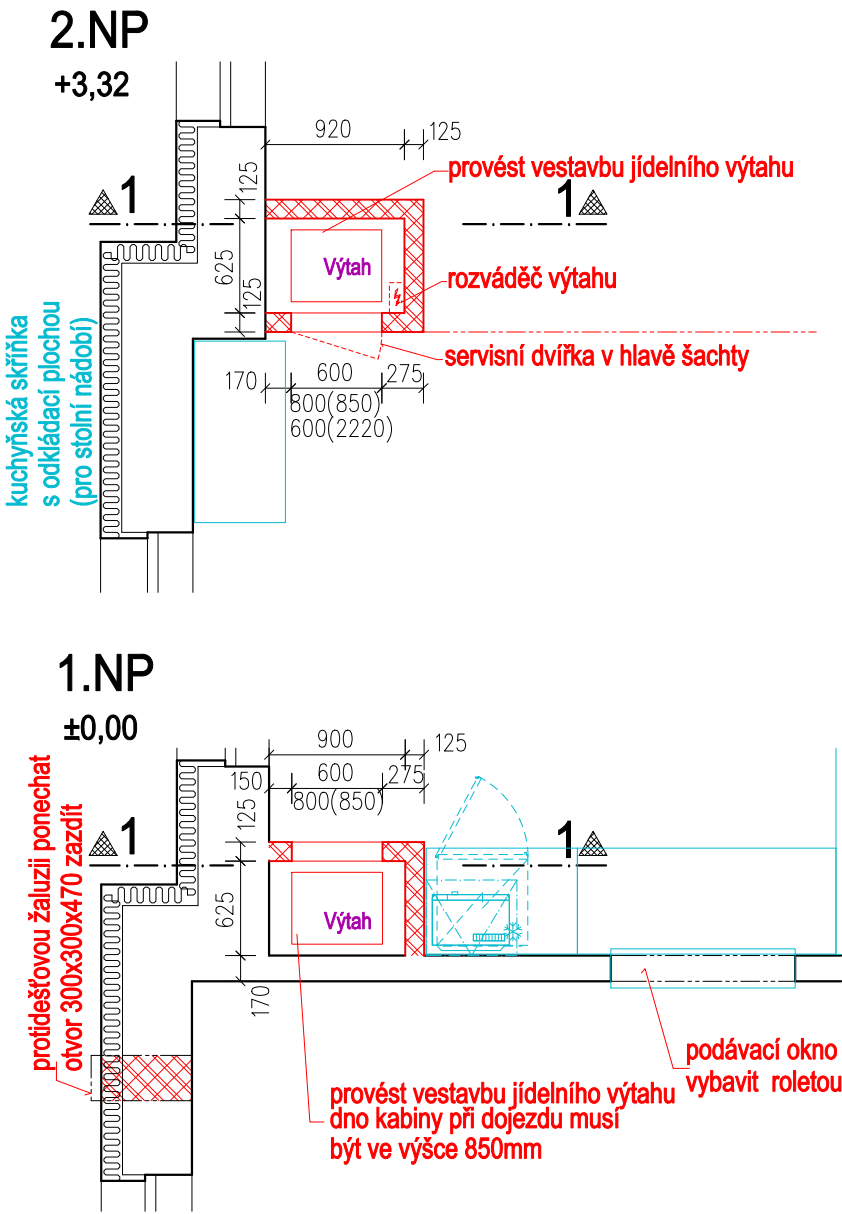 2.NP
+3,32
920
125
provést vestavbu jídelního výtahu
125
1
1
625
Výtah
rozváděč výtahu
125
servisní dvířka v hlavě šachty
170
600
275
800(850)
600(2220)
kuchyňská skříňka
s odkládací plochou
(pro stolní nádobí)
1.NP
±0,00
900
125
150
600
275
800(850)
125
1
1
625
Výtah
170
protidešťovou žaluzii ponechat
otvor 300x300x470 zazdít
podávací okno
vybavit roletou
provést vestavbu jídelního výtahu
dno kabiny při dojezdu musí
být ve výšce 850mm